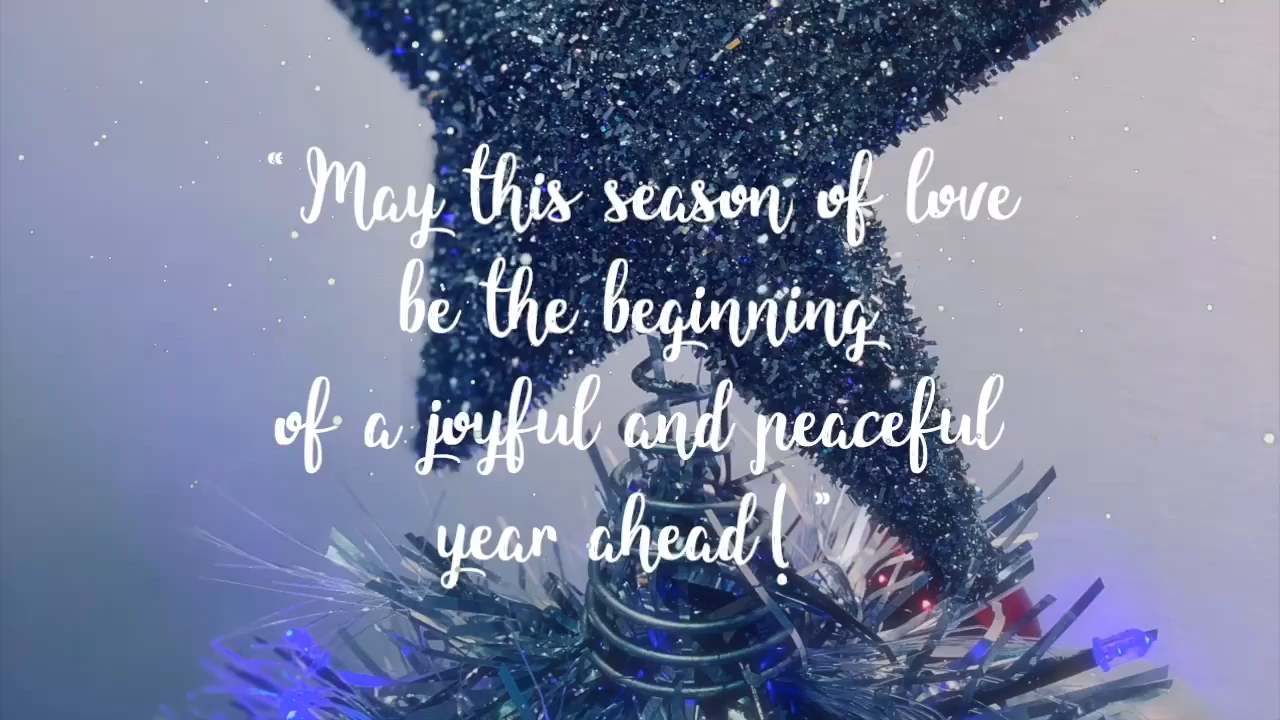 “ May this season of love
be the beginning
of a joyful and peaceful
year ahead! ”